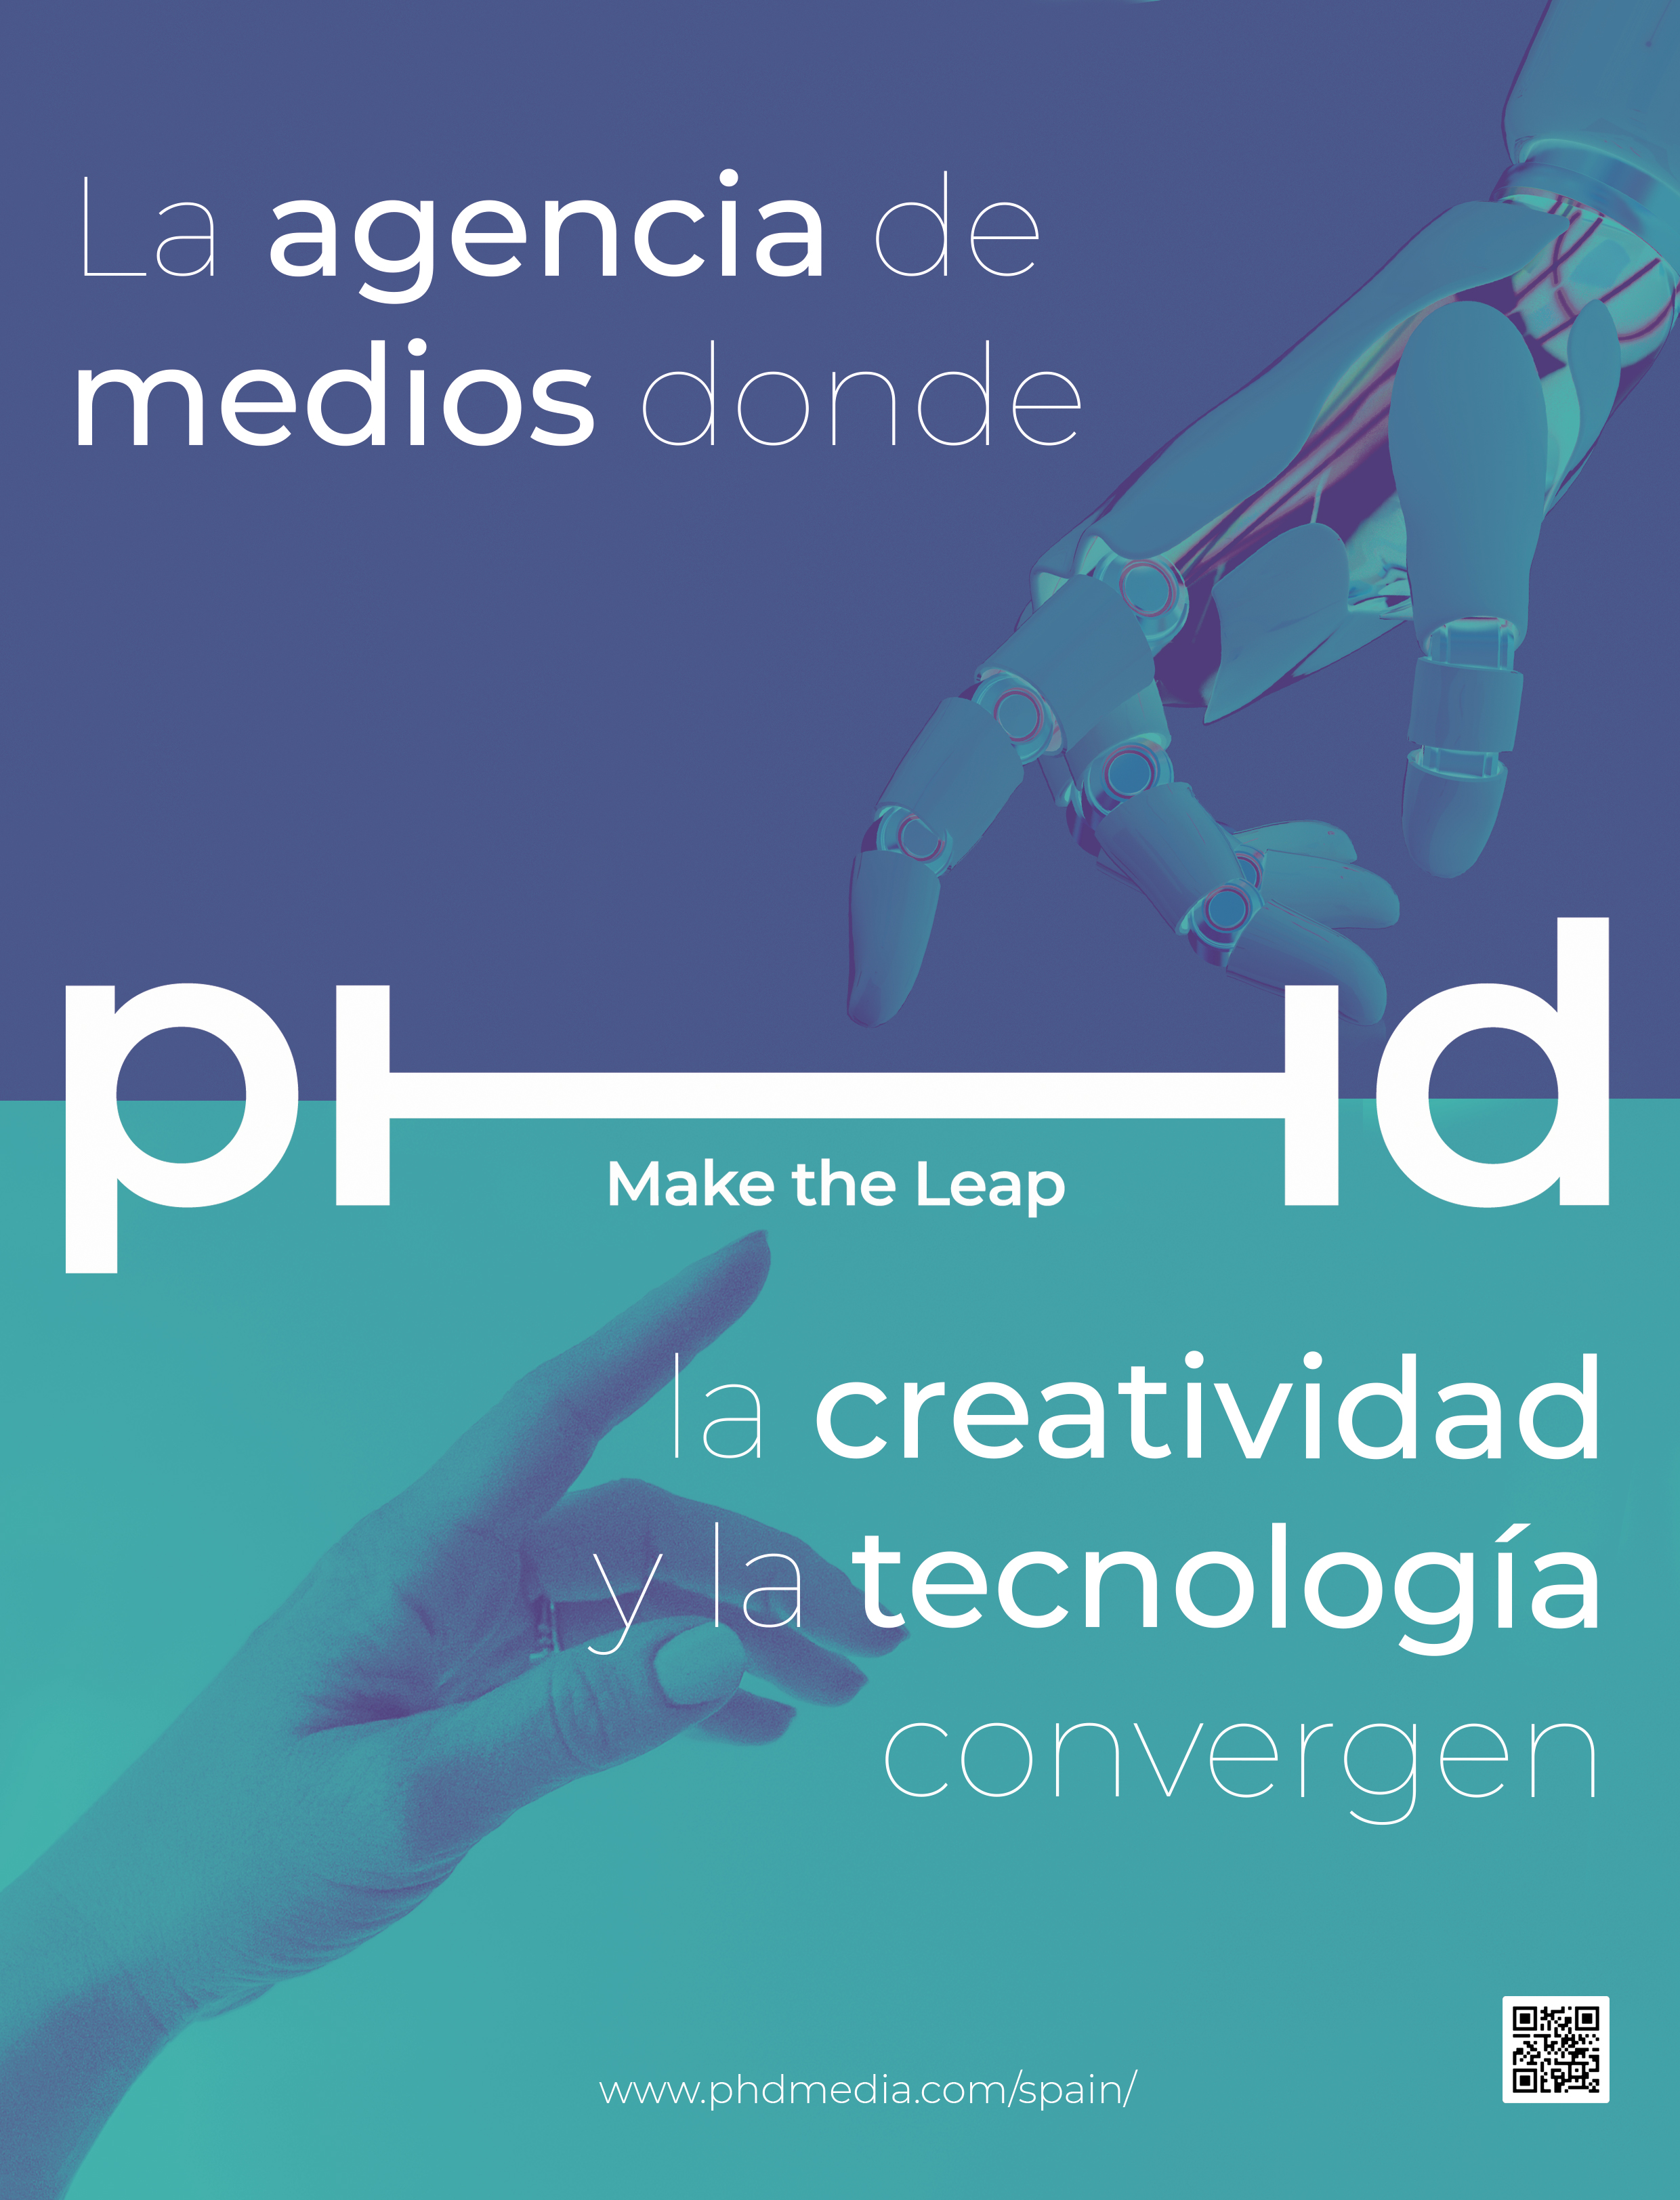 La agencia de
medios donde
phd
Make the Leap
la creatividad
y la tecnología
convergen
www.phdmedia.com/spain/